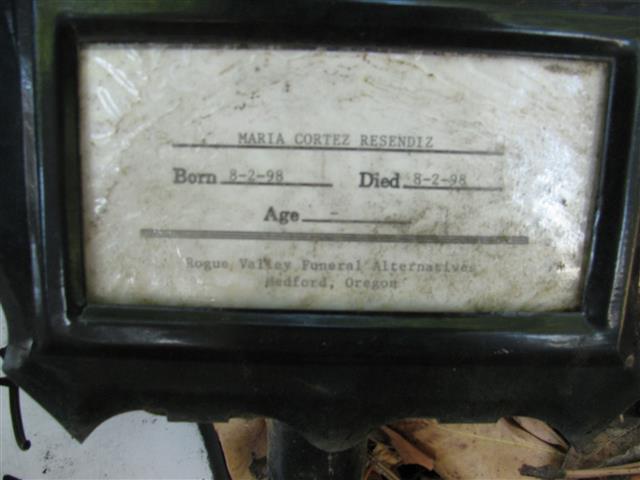 MARIA CORTEZ RESENDIZ
Born 8-2-98 Died 8-2-98
Age -
Rogue Valley Funeral Alternatives
Medford, Oregon